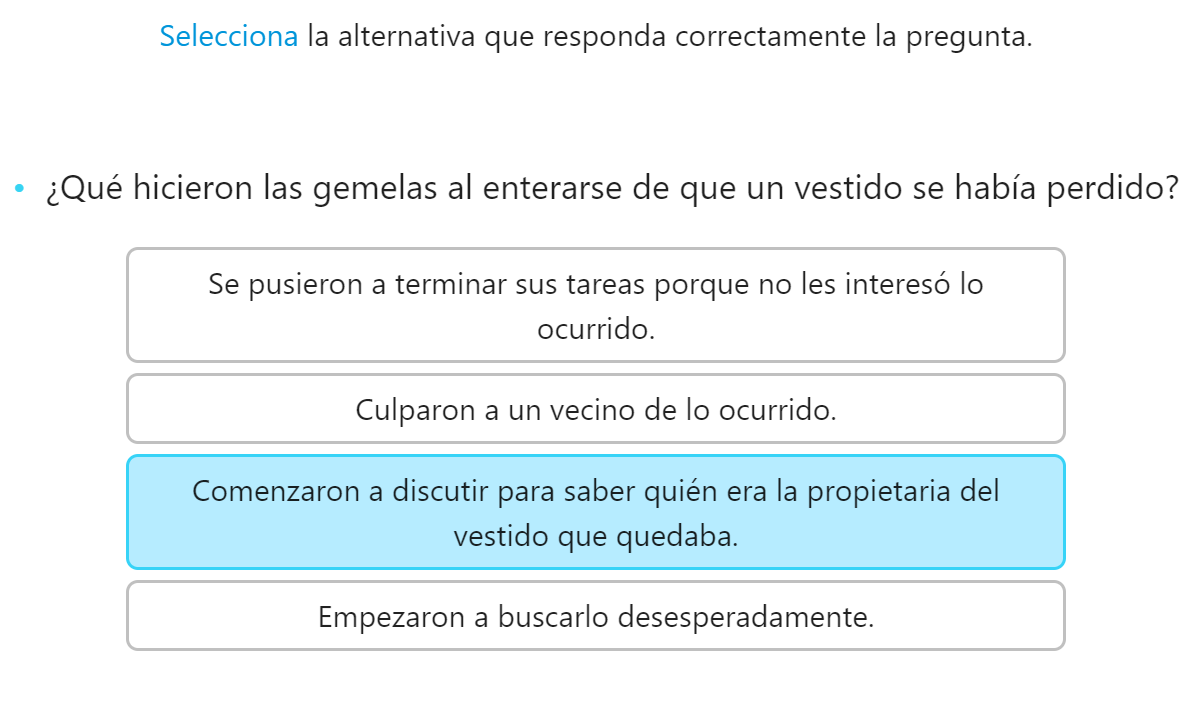 Selecciona la alternativa que responda correctamente la pregunta.
• ¿Qué hicieron las gemelas al enterarse de que un vestido se había perdido?
Se pusieron a terminar sus tareas porque no les interesó lo
ocurrido.
Culparon a un vecino de lo ocurrido.
Comenzaron a discutir para saber quién era la propietaria del
vestido que quedaba.
Empezaron a buscarlo desesperadamente.